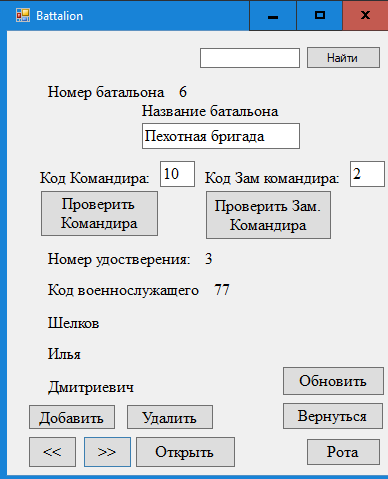 Battalion
Найти
Номер батальона 6
Название батальона
Пехотная бригада
Код Командира: 10 Код Зам командира: 2
Проверить
Командира
Проверить Зам.
Командира
Номер удостверения: 3
Код военнослужащего 77
Шелков
Илья
Дмитриевич
Обновить
Добавить Удалить Вернуться
<< >> Открыть Рота